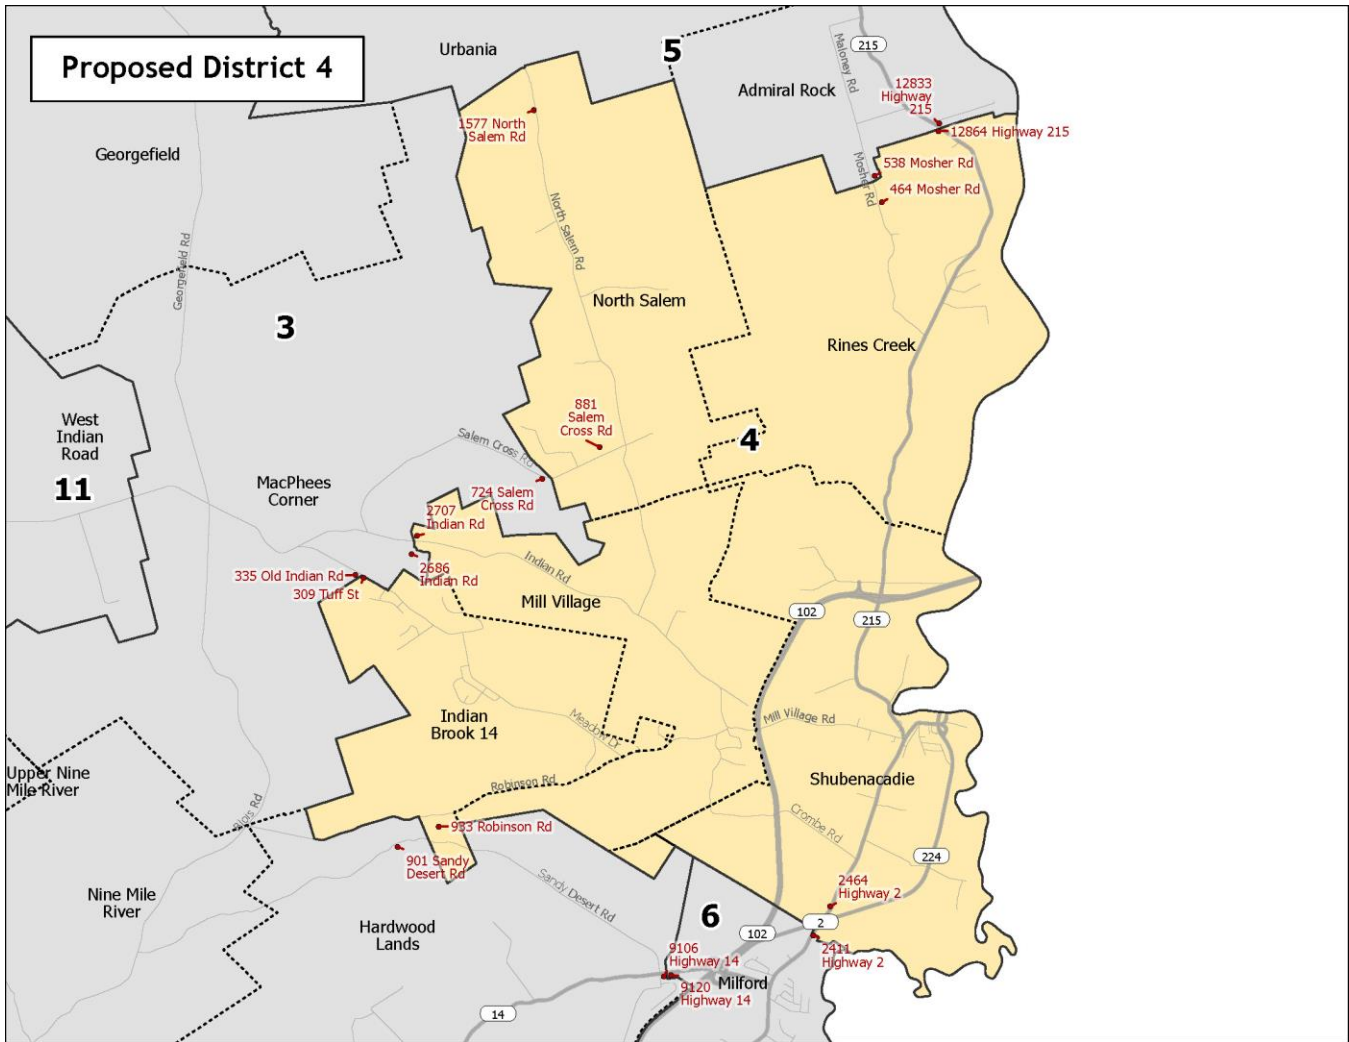 Proposed District 4
Urbania
5
215
Maloney Rd
Admiral Rock
12833
Highway
215
12864 Highway 215
1577 North
Salem Rd
Georgefield
538 Mosher Rd
Mosher Rd
464 Mosher Rd
North Salem Rd
Georgefield Rd
North Salem
3
Rines Creek
881
Salem
Cross Rd
West
Indian
Road
Salem Cross Rd
4
MacPhees
Corner
11
724 Salem
Cross Rd
2707
Indian Rd
Indian Rd
335 Old Indian Rd
2686
Indian Rd
309 Tuff St
Mill Village
102
215
Indian
Brook 14
Meadow Dr
Mill Village Rd
Upper Nine
Mile River
Shubenacadie
Robinson Rd
Blois Rd
Crombe Rd
933 Robinson Rd
224
901 Sandy
Desert Rd
Sandy Desert Rd
2464
Highway 2
Nine Mile
River
6
Hardwood
Lands
2
102
2411
Highway 2
9106
Highway 14
Milford
9120
Highway 14
14